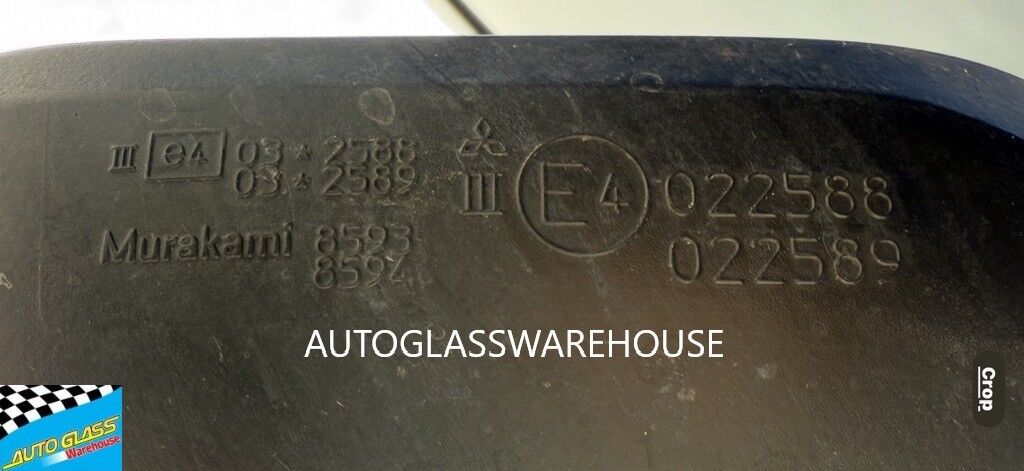 III e4 03*2588
03*2589
Murakami 8593
8594
III E4 022588
022589
AUTOGLASSWAREHOUSE
Crop
AUTO GLASS
Warehouse